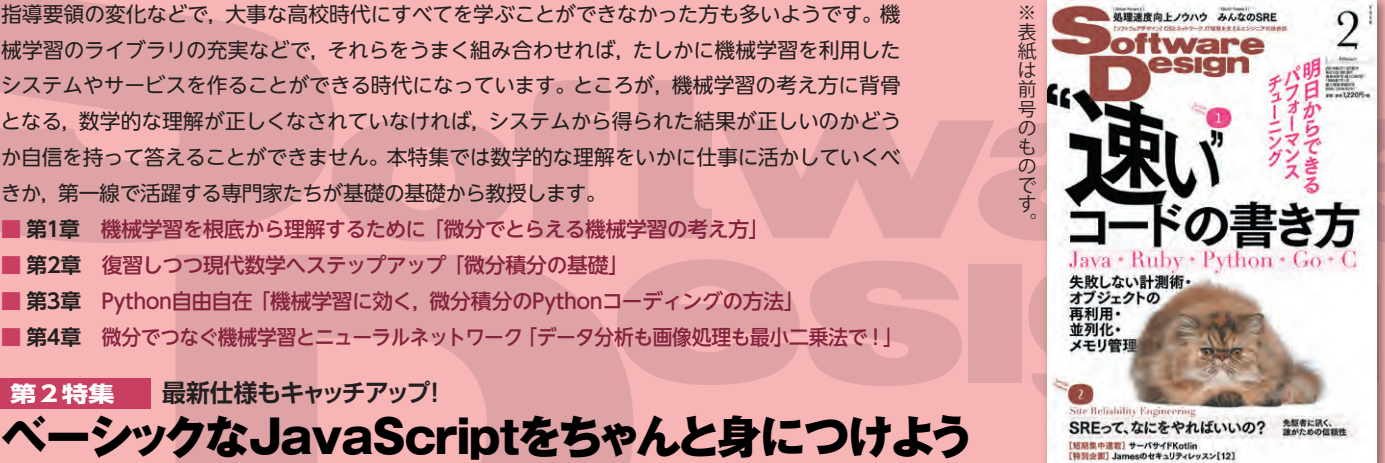 指導要領の変化などで，大事な高校時代にすべてを学ぶことができなかった方も多いようです。機
械学習のライブラリの充実などで，それらをうまく組み合わせれば，たしかに機械学習を利用した
システムやサービスを作ることができる時代になっています。ところが，機械学習の考え方に背骨
となる，数学的な理解が正しくなされていなければ，システムから得られた結果が正しいのかどう
か自信を持って答えることができません。本特集では数学的な理解をいかに仕事に活かしていくべ
きか，第一線で活躍する専門家たちが基礎の基礎から教授します。
■ 第1章 機械学習を根底から理解するために「微分でとらえる機械学習の考え方」
■ 第2章 復習しつつ現代数学へステップアップ「微分積分の基礎」
■ 第3章 Python自由自在「機械学習に効く，微分積分のPythonコーディングの方法」
■ 第4章 微分でつなぐ機械学習とニューラルネットワーク「データ分析も画像処理も最小二乗法で！」
第2特集 最新仕様もキャッチアップ!
ベーシックなJavaScriptをちゃんと身につけよう
※表紙は前号のものです。
処理速度向上ノウハウ みんなのSRE
2
Software
Design
明日からできる
パフォーマンス
チューニング
1
“速い”
コードの書き方
Java・Ruby・Python・Go・C
失敗しない計測術・
オブジェクトの
再利用・
並列化・
メモリ管理
2
Site Reliability Engineering
SREって、なにをやればいいの?
先駆者に訊く、
誰がための信頼性
[短期集中連載] サーバサイドKotlin
[特別企画] Jamesのセキュリティレッスン[12]